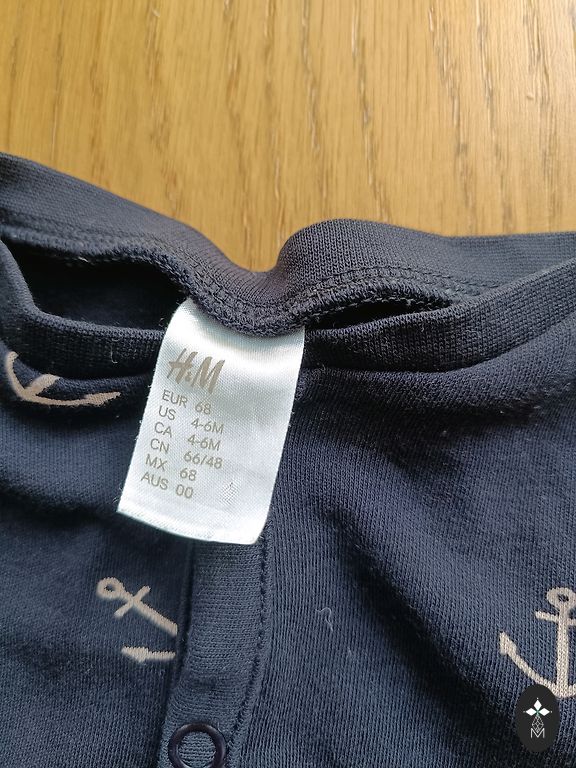 H&M
EUR 68
US 4-6M
CA 4-6M
CN 66/48
MX 68
AUS 00
M